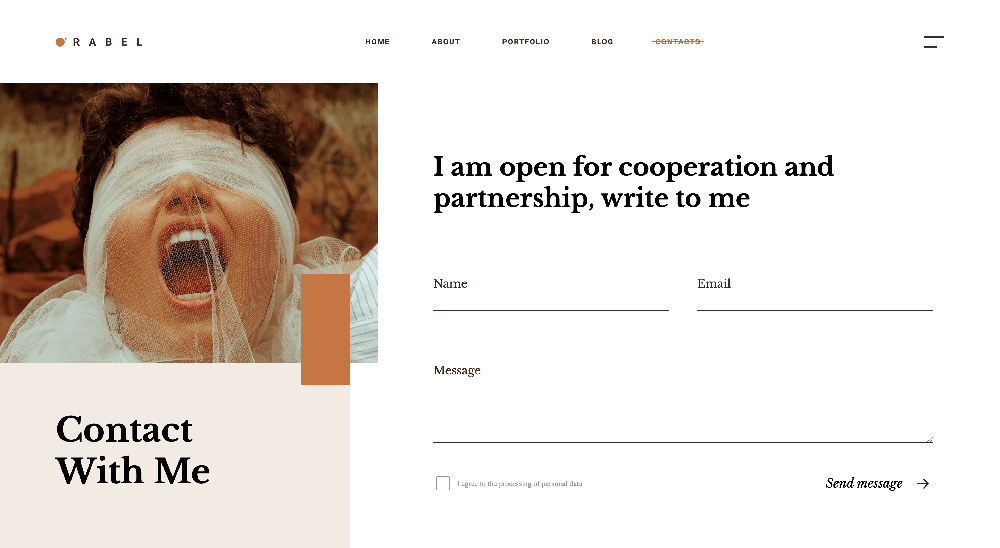 RABEL
HOME ABOUT PORTFOLIO BLOG CONTACTS
I am open for cooperation and
partnership, write to me
Name Email
Message
I agree to the processing of personal data
Send message
Contact
With Me